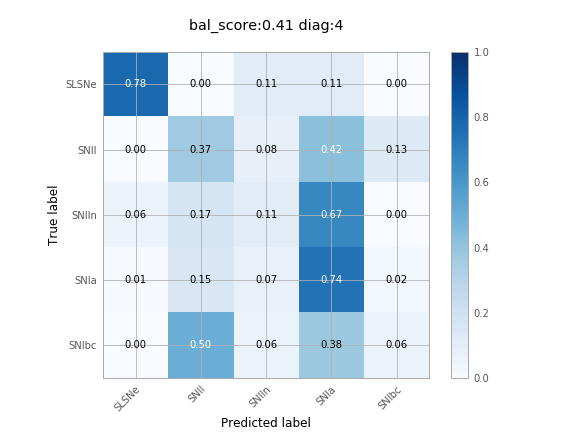 bal_score:0.41 diag:4
1.0
SLSNe 0.78 0.00 0.11 0.11 0.00
0.8
SNII 0.00 0.37 0.08 0.42 0.13
0.6
True label
SNIIn 0.06 0.17 0.11 0.67 0.00
0.4
SNIa 0.01 0.15 0.07 0.74 0.02
0.2
SNIbc 0.00 0.50 0.06 0.38 0.06
0.0
SLSNe SNII SNIIn SNIa SNIbc
Predicted label